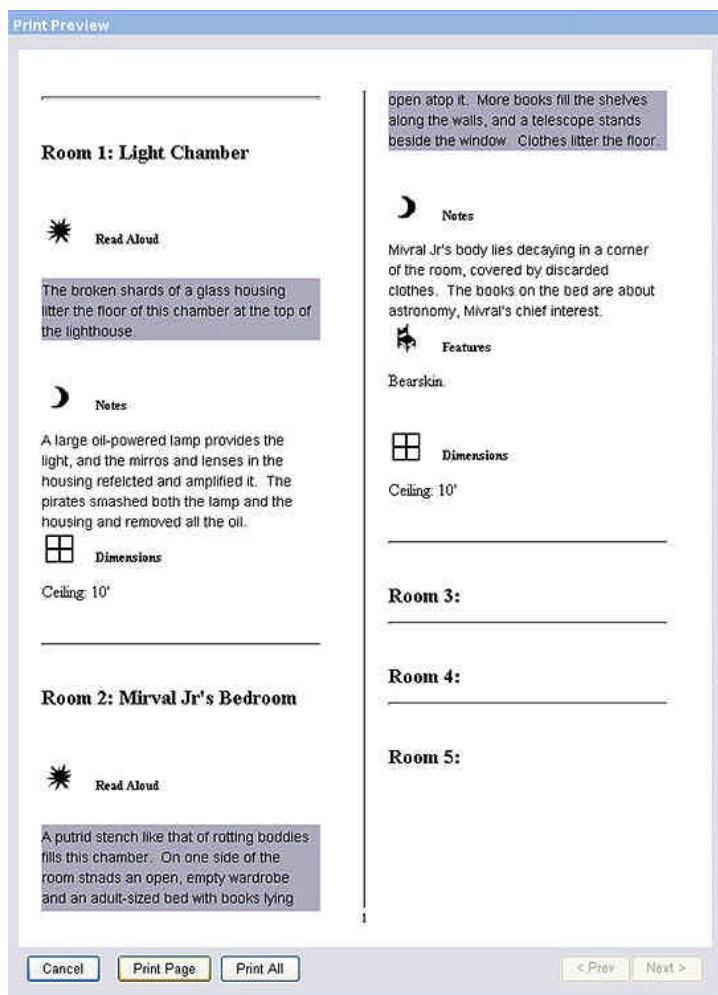 Print Preview
Room 1: Light Chamber
Read Aloud
The broken shards of a glass housing
litter the floor of this chamber at the top of
the lighthouse.
Notes
A large oil-powered lamp provides the
light, and the mirros and lenses in the
housing refelcted and amplified it. The
pirates smashed both the lamp and the
housing and removed all the oil.
Dimensions
Ceiling: 10'
Room 2: Mirval Jr's Bedroom
Read Aloud
A putrid stench like that of rotting boddies
fills this chamber. On one side of the
room stnads an open, empty wardrobe
and an adult-sized bed with books lying
open atop it. More books fill the shelves
along the walls, and a telescope stands
beside the window. Clothes litter the floor.
Notes
Mivral Jr's body lies decaying in a corner
of the room, covered by discarded
clothes. The books on the bed are about
astronomy, Mivral's chief interest.
Features
Bearskin.
Dimensions
Ceiling: 10'
Room 3:
Room 4:
Room 5:
1
Cancel
Print Page
Print All
< Prev
Next >